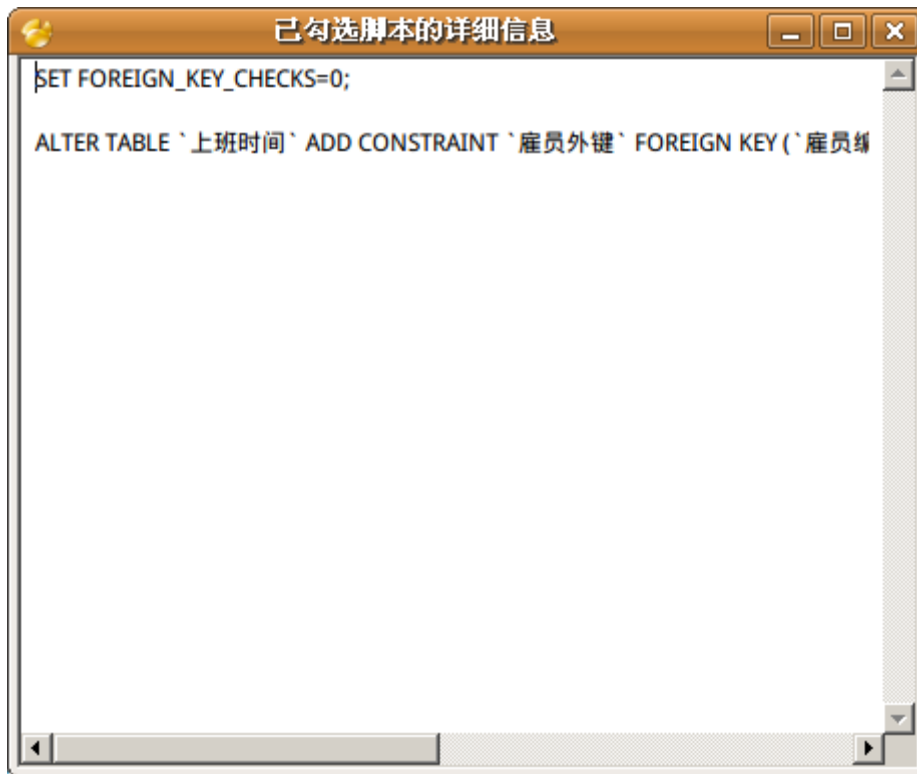 已勾选脚本的详细信息
SET FOREIGN_KEY_CHECKS=0;
ALTER TABLE `上班时间` ADD CONSTRAINT `雇员外键` FOREIGN KEY (`雇员编